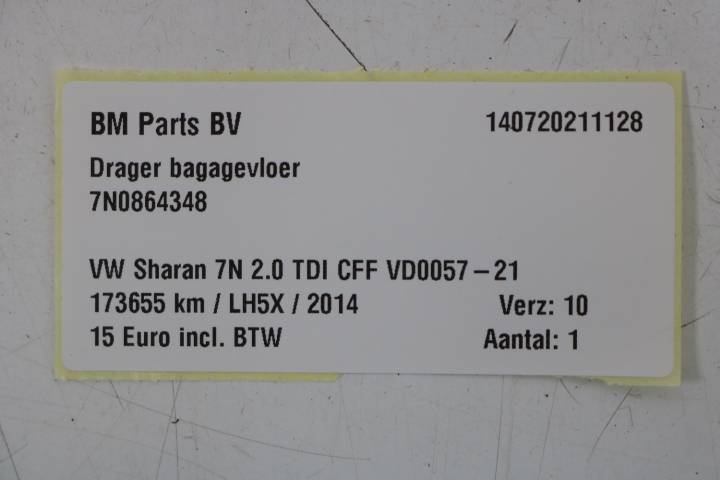 BM Parts BV 140720211128
Drager bagagevloer
7N0864348
VW Sharan 7N 2.0 TDI CFF VD0057-21
173655 km / LH5X / 2014 Verz: 10
15 Euro incl. BTW Aantal: 1